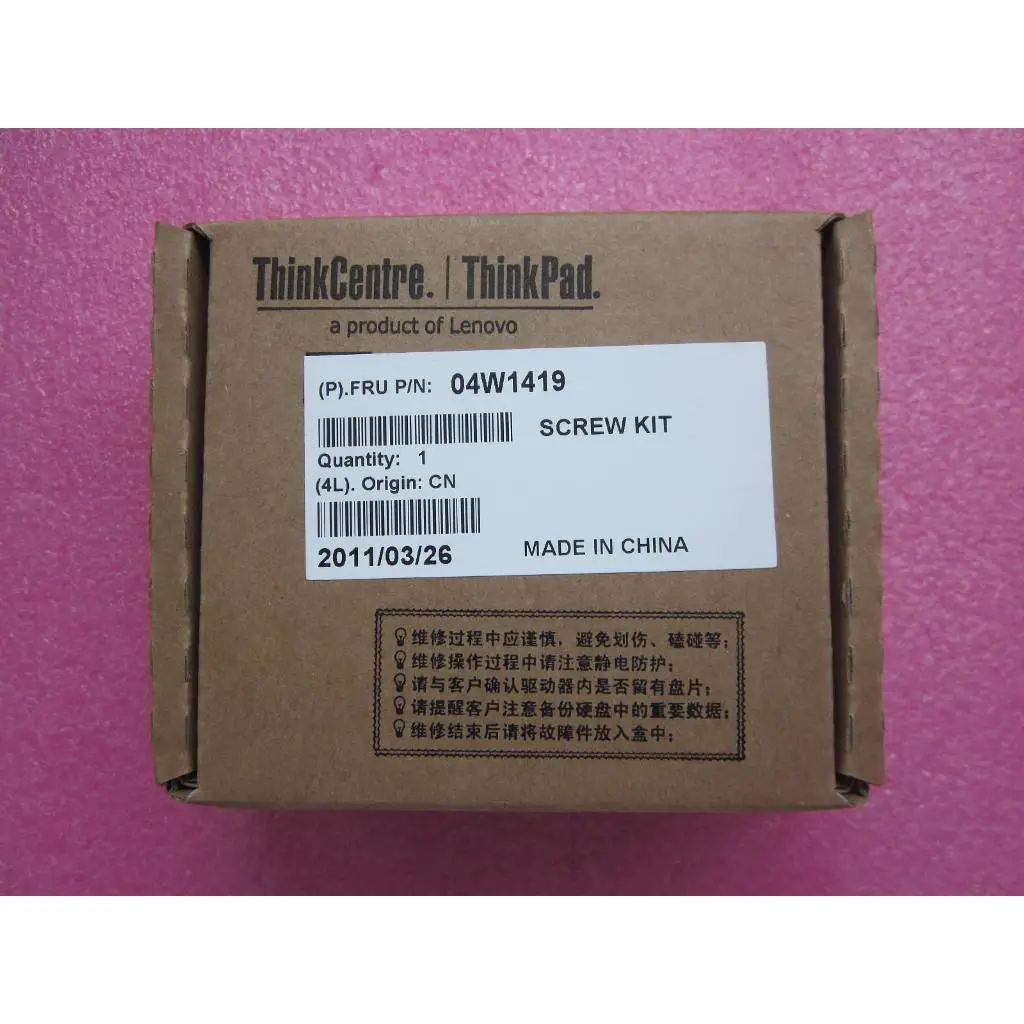 ThinkCentre. | ThinkPad.
a product of Lenovo
(P).FRU P/N: 04W1419
SCREW KIT
Quantity: 1
(4L). Origin: CN
2011/03/26 MADE IN CHINA
维修过程中应谨慎，避免划伤、磕碰等；
维修操作过程中请注意静电防护；
请与客户确认驱动器内是否留有盘片；
请提醒客户注意备份硬盘中的重要数据；
维修结束后请将故障件放入盒中；